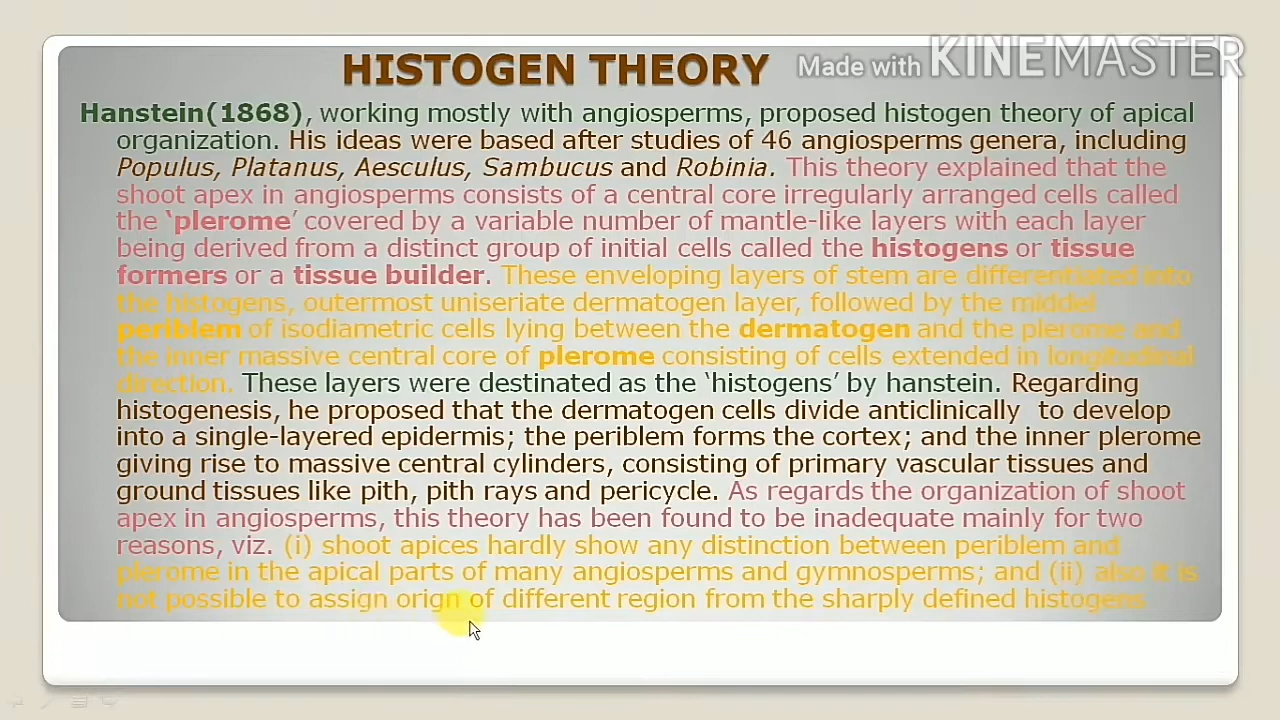 HISTOGEN THEORY
Made with KINEMASTER
Hanstein(1868), working mostly with angiosperms, proposed histogen theory of apical
organization. His ideas were based after studies of 46 angiosperms genera, including
Populus, Platanus, Aesculus, Sambucus and Robinia. This theory explained that the
shoot apex in angiosperms consists of a central core irregularly arranged cells called
the ‘plerome’ covered by a variable number of mantle-like layers with each layer
being derived from a distinct group of initial cells called the histogens or tissue
formers or a tissue builder. These enveloping layers of stem are differentiated into
the histogens, outermost uniseriate dermatogen layer, followed by the middel
periblem of isodiametric cells lying between the dermatogen and the plerome and
the inner massive central core of plerome consisting of cells extended in longitudinal
direction. These layers were destinated as the ‘histogens’ by hanstein. Regarding
histogenesis, he proposed that the dermatogen cells divide anticlinically to develop
into a single-layered epidermis; the periblem forms the cortex; and the inner plerome
giving rise to massive central cylinders, consisting of primary vascular tissues and
ground tissues like pith, pith rays and pericycle. As regards the organization of shoot
apex in angiosperms, this theory has been found to be inadequate mainly for two
reasons, viz. (i) shoot apices hardly show any distinction between periblem and
plerome in the apical parts of many angiosperms and gymnosperms; and (ii) also it is
not possible to assign orign of different region from the sharply defined histogens